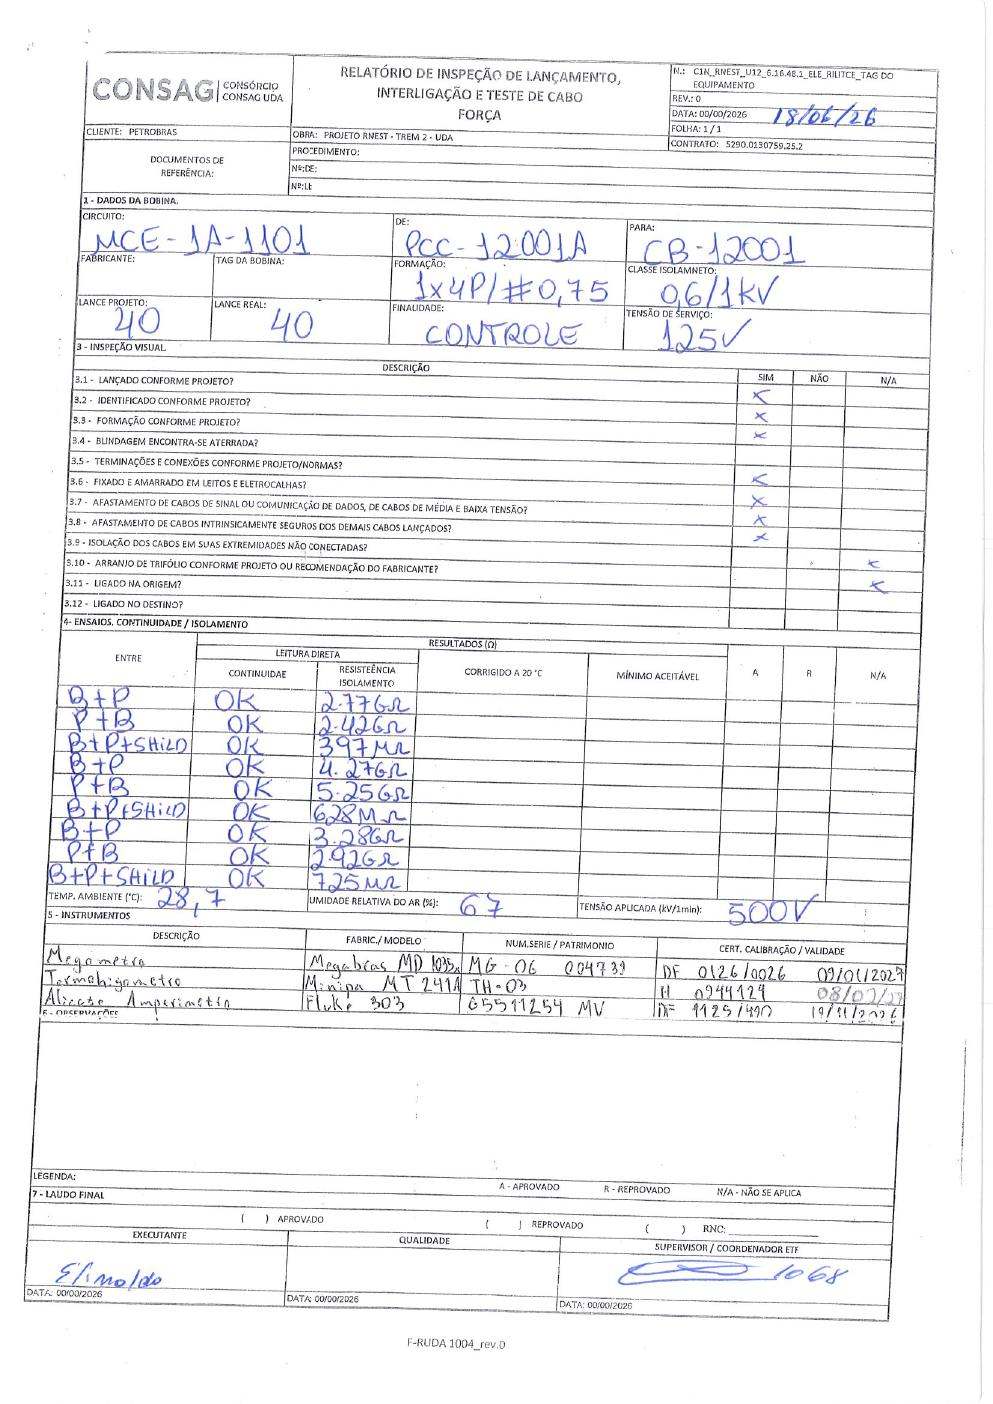 CONSAG | CONSÓRCIO CONSAG UDA
RELATÓRIO DE INSPEÇÃO DE LANÇAMENTO,
INTERLIGAÇÃO E TESTE DE CABO
FORÇA
N.: C1N_RNEST_U12_6.16.48.1_ELE_RILITCE_TAG DO
EQUIPAMENTO
REV.: 0
DATA: 00/00/2026 18/06/26
FOLHA: 1 / 1
CLIENTE: PETROBRAS
OBRA: PROJETO RNEST - TREM 2 - UDA
CONTRATO: 5290.0130759.25.2
DOCUMENTOS DE
REFERÊNCIA:
PROCEDIMENTO:
Nº:DE:
Nº:LI:
1 - DADOS DA BOBINA.
CIRCUITO: MCE-1A-1101
DE: PCC-12001A
PARA: CB-12001
FABRICANTE:
TAG DA BOBINA:
FORMAÇÃO: 1x4P/#0,75
CLASSE ISOLAMNETO: 0,6/1KV
LANCE PROJETO: 40
LANCE REAL: 40
FINALIDADE: CONTROLE
TENSÃO DE SERVIÇO: 125V
3 - INSPEÇÃO VISUAL
DESCRIÇÃO SIM NÃO N/A
3.1 - LANÇADO CONFORME PROJETO? X
3.2 - IDENTIFICADO CONFORME PROJETO? X
3.3 - FORMAÇÃO CONFORME PROJETO? X
3.4 - BLINDAGEM ENCONTRA-SE ATERRADA?
3.5 - TERMINAÇÕES E CONEXÕES CONFORME PROJETO/NORMAS? X
3.6 - FIXADO E AMARRADO EM LEITOS E ELETROCALHAS? X
3.7 - AFASTAMENTO DE CABOS DE SINAL OU COMUNICAÇÃO DE DADOS, DE CABOS DE MÉDIA E BAIXA TENSÃO? X
3.8 - AFASTAMENTO DE CABOS INTRINSICAMENTE SEGUROS DOS DEMAIS CABOS LANÇADOS? X
3.9 - ISOLAÇÃO DOS CABOS EM SUAS EXTREMIDADES NÃO CONECTADAS? X
3.10 - ARRANJO DE TRIFÓLIO CONFORME PROJETO OU RECOMENDAÇÃO DO FABRICANTE? X
3.11 - LIGADO NA ORIGEM?
3.12 - LIGADO NO DESTINO?
4- ENSAIOS. CONTINUIDADE / ISOLAMENTO
ENTRE
RESULTADOS (Ω)
LEITURA DIRETA
CONTINUIDAE
RESISTEÊNCIA
ISOLAMENTO
CORRIGIDO A 20 °C
MÍNIMO ACEITÁVEL
A R N/A
B+P OK 2.77GΩ
P+B OK 2.42GΩ
B+P+SHiLD OK 397MΩ
B+P OK 4.27GΩ
P+B OK 5.25GΩ
B+P+SHiLD OK 628MΩ
B+P OK 3.28GΩ
P+B OK 2.92GΩ
B+P+SHiLD OK 725MΩ
TEMP. AMBIENTE (°C): 28,7
UMIDADE RELATIVA DO AR (%): 67
TENSÃO APLICADA (kV/1min): 500V
5 - INSTRUMENTOS
DESCRIÇÃO FABRIC./ MODELO NUM.SERIE / PATRIMONIO CERT. CALIBRAÇÃO / VALIDADE
Megometro Megabras MD 1035x MG-06 004739 DF 0126/0026 09/01/2027
Termohigometro Minipa MT 241A TH-03 H 0944129
Alicate Amperimetro Fluke 303 65511254 MV DF 1125/490 19/11/2026
6 - OBSERVAÇÕES
LEGENDA: A - APROVADO R - REPROVADO N/A - NÃO SE APLICA
7 - LAUDO FINAL
( ) APROVADO ( ) REPROVADO ( ) RNC:
EXECUTANTE QUALIDADE SUPERVISOR / COORDENADOR ETF
Elinaldo 1068
DATA: 00/00/2026 DATA: 00/00/2026 DATA: 00/00/2026
F-RUDA 1004_rev.0